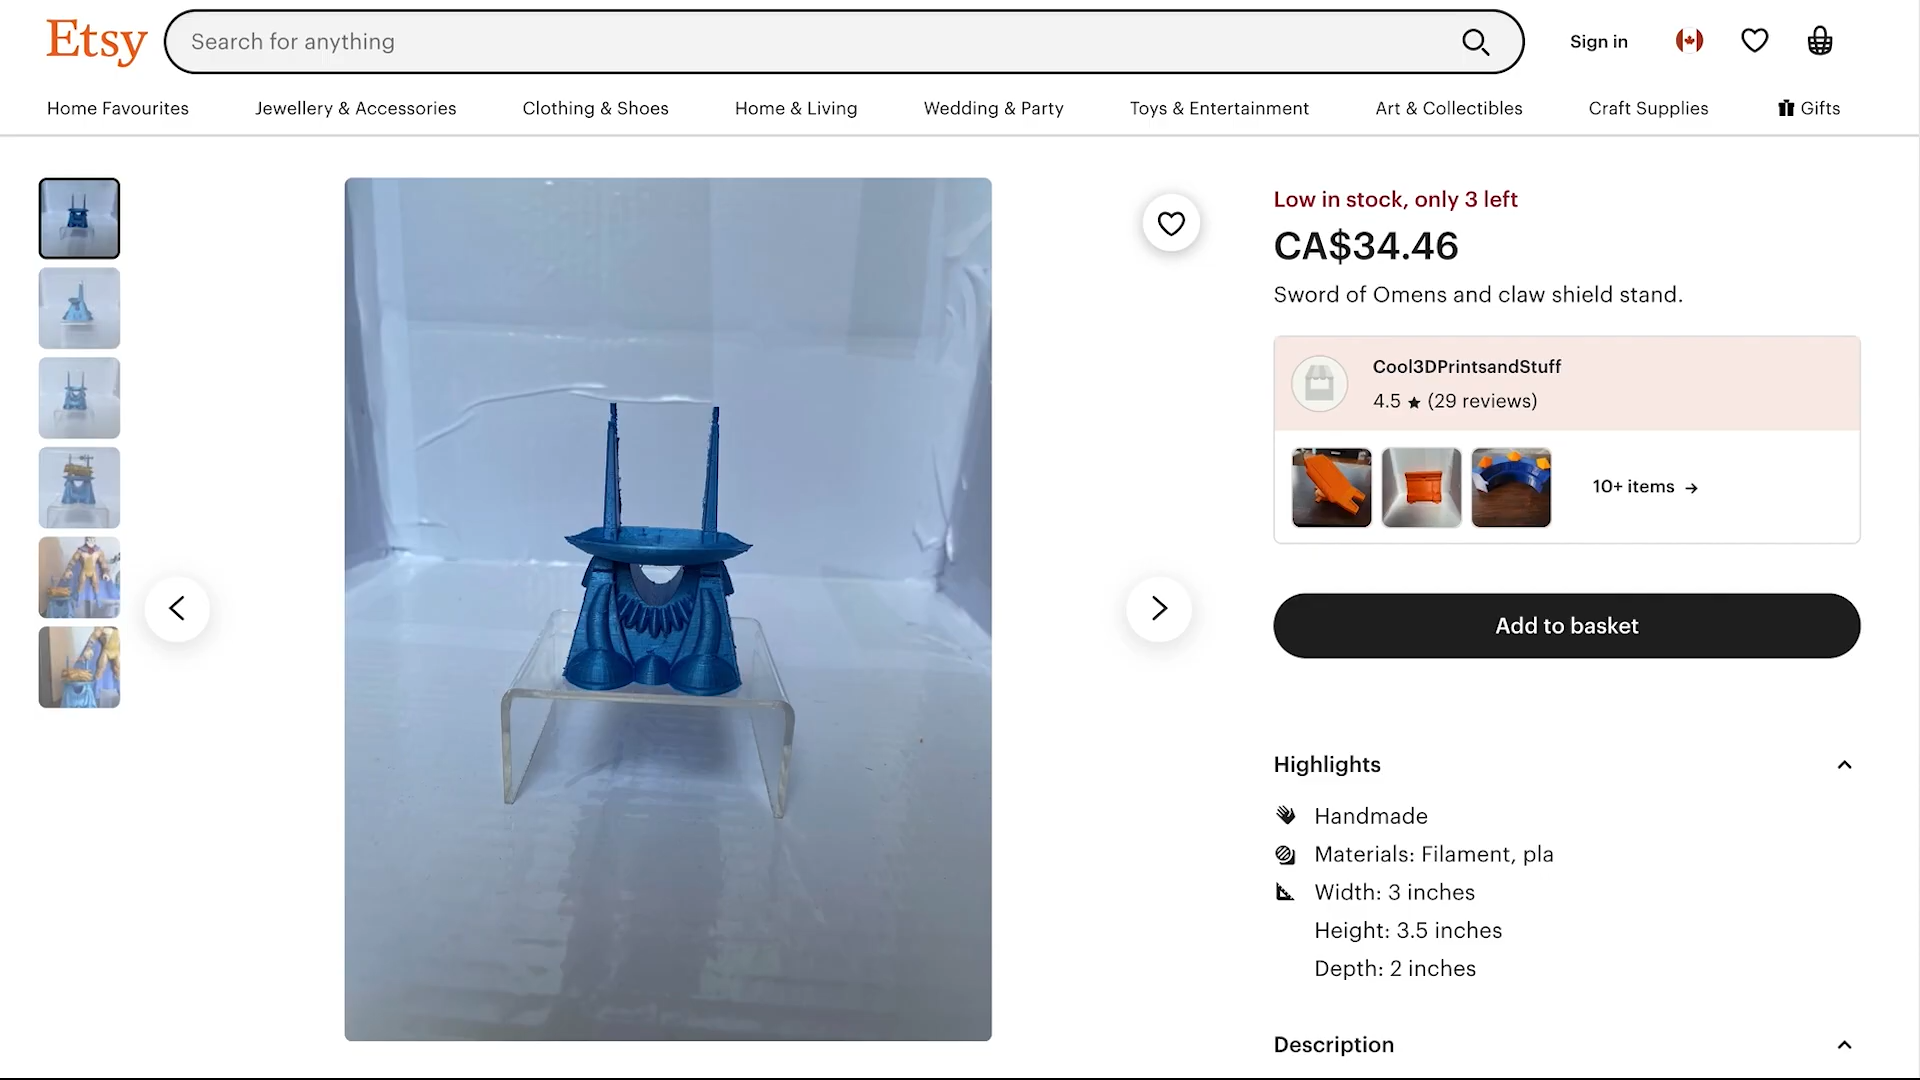 Etsy
Search for anything
Sign in
Home Favourites
Jewellery & Accessories
Clothing & Shoes
Home & Living
Wedding & Party
Toys & Entertainment
Art & Collectibles
Craft Supplies
Gifts
Low in stock, only 3 left
CA$34.46
Sword of Omens and claw shield stand.
Cool3DPrintsandStuff
4.5 ★ (29 reviews)
10+ items →
Add to basket
Highlights
Handmade
Materials: Filament, pla
Width: 3 inches
Height: 3.5 inches
Depth: 2 inches
Description